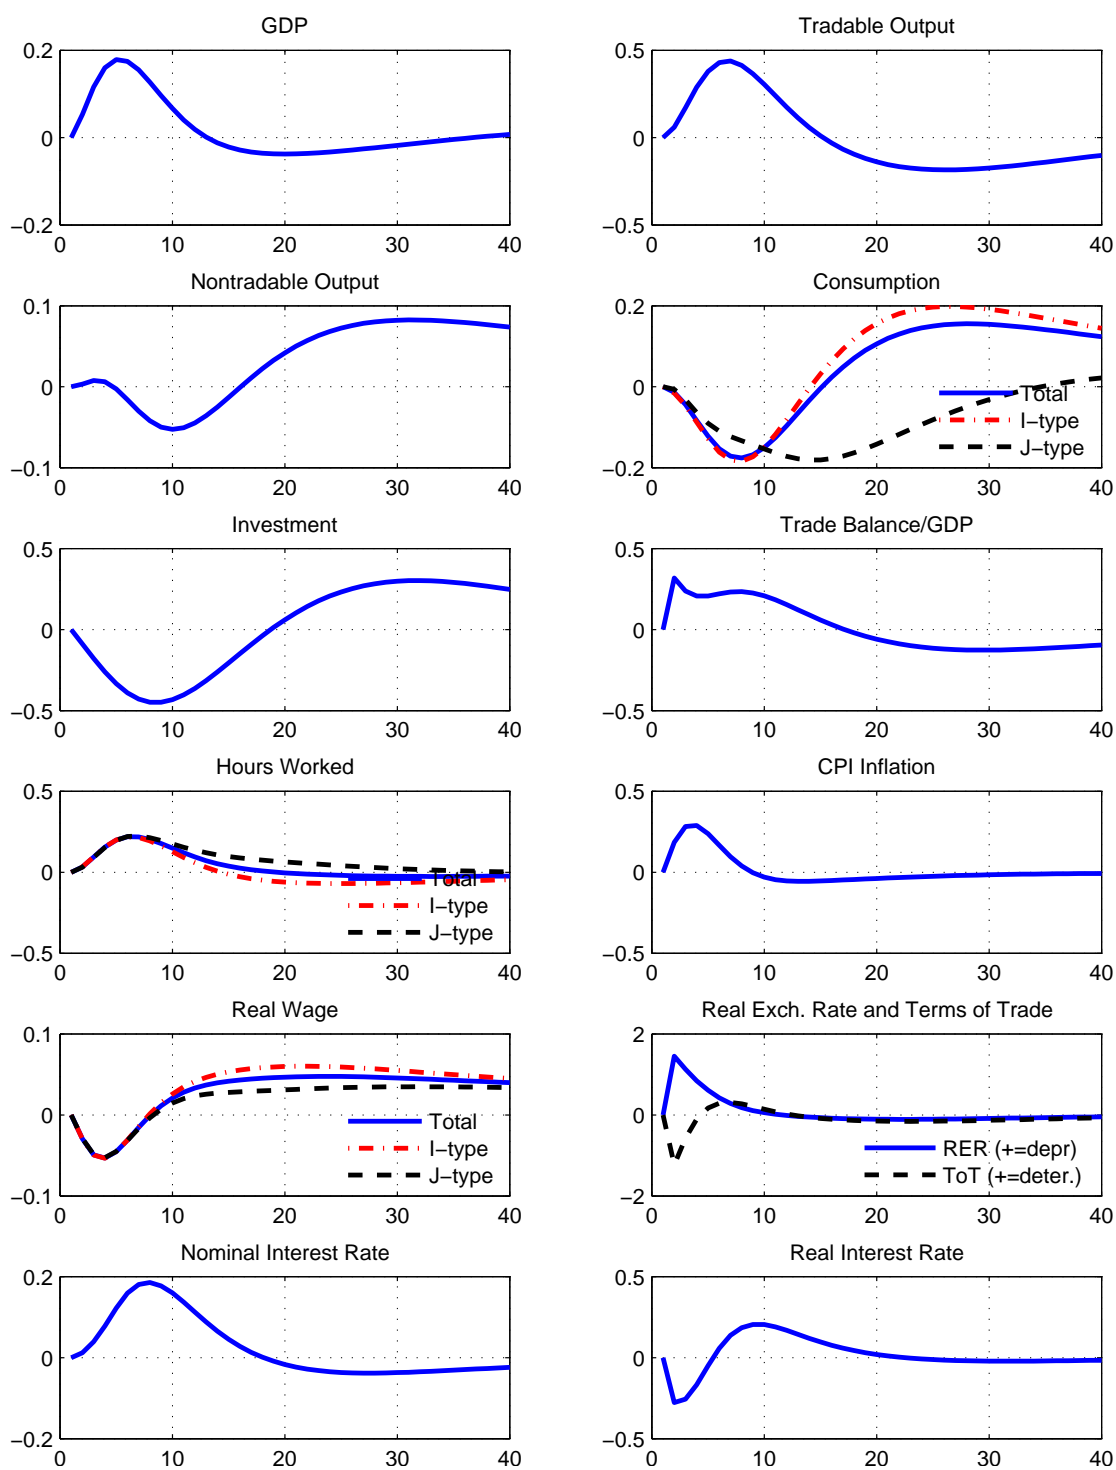 GDP
0.2
0
−0.2
0 10 20 30 40
Tradable Output
0.5
0
−0.5
0 10 20 30 40
Nontradable Output
0.1
0
−0.1
0 10 20 30 40
Consumption
0.2
0
−0.2
0 10 20 30 40
Total
I−type
J−type
Investment
0.5
0
−0.5
0 10 20 30 40
Trade Balance/GDP
0.5
0
−0.5
0 10 20 30 40
Hours Worked
0.5
0
−0.5
0 10 20 30 40
Total
I−type
J−type
CPI Inflation
0.5
0
−0.5
0 10 20 30 40
Real Wage
0.1
0
−0.1
0 10 20 30 40
Total
I−type
J−type
Real Exch. Rate and Terms of Trade
2
0
−2
0 10 20 30 40
RER (+=depr)
ToT (+=deter.)
Nominal Interest Rate
0.2
0
−0.2
0 10 20 30 40
Real Interest Rate
0.5
0
−0.5
0 10 20 30 40